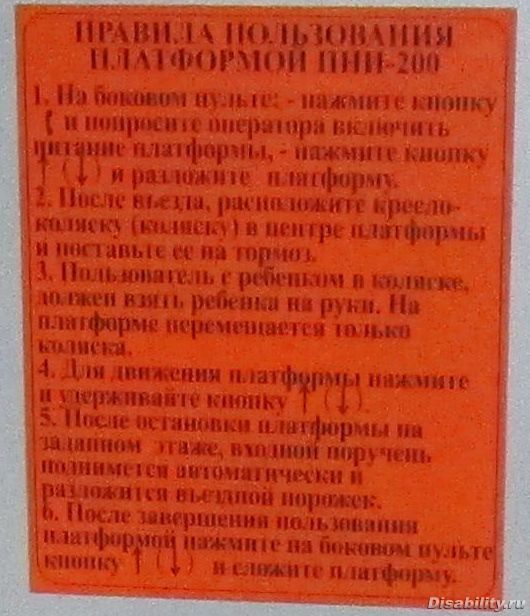 ПРАВИЛА ПОЛЬЗОВАНИЯ
ПЛАТФОРМОЙ ПНИ-200
1. На боковом пульте: - нажмите кнопку
и попросите оператора включить
питание платформы, - нажмите кнопку
↑ (↓) и разложите платформу.
2. После въезда, расположите кресло-
коляску (коляску) в центре платформы
и поставьте ее на тормоз.
3. Пользователь с ребенком в коляске,
должен взять ребенка на руки. На
платформе перемещается только
коляска.
4. Для движения платформы нажмите
и удерживайте кнопку ↑ (↓).
5. После остановки платформы на
заданном этаже, входной поручень
поднимется автоматически и
разложится въездной порожек.
6. После завершения пользования
платформой нажмите на боковом пульте
кнопку ↑ (↓) и сложите платформу.
Disability.ru